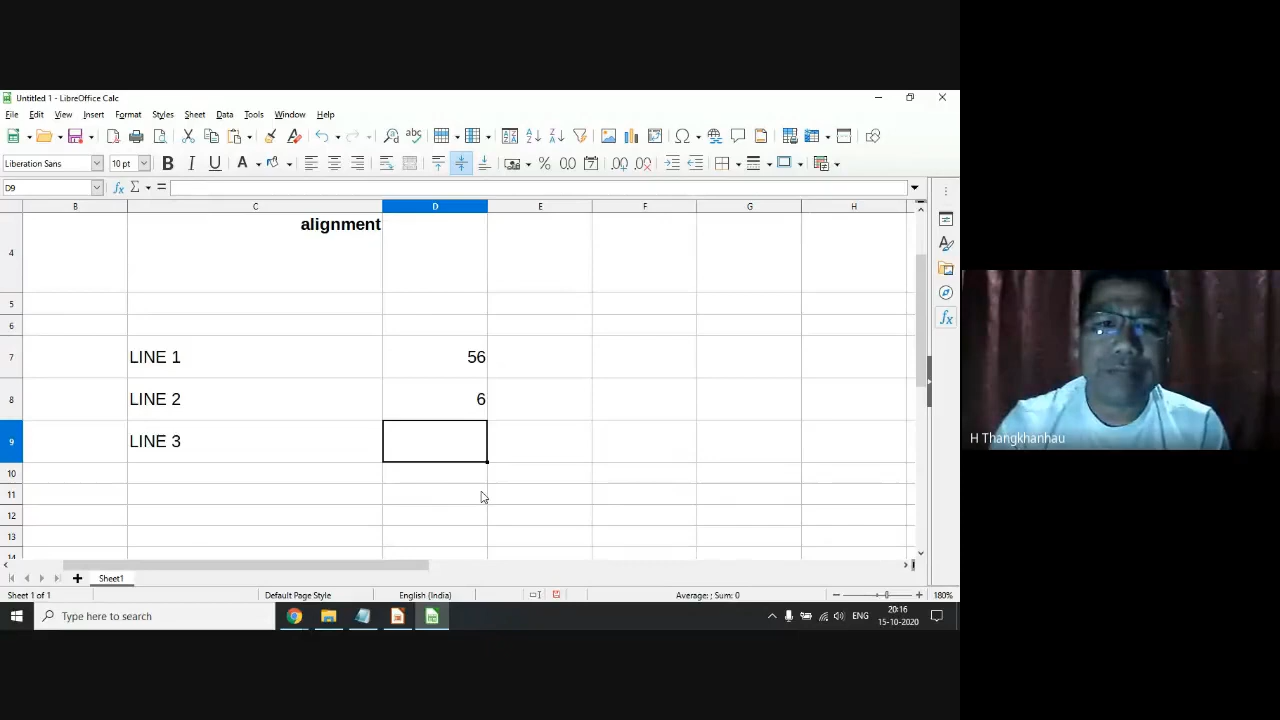 Untitled 1 - LibreOffice Calc
File Edit View Insert Format Styles Sheet Data Tools Window Help
Liberation Sans 10 pt
D9
B C D E F G H
4 alignment
5
6
7 LINE 1 56
8 LINE 2 6
9 LINE 3
10
11
12
13
14
Sheet1
Sheet 1 of 1 Default Page Style English (India) Average: ; Sum: 0 180%
Type here to search ENG 20:16
15-10-2020
H Thangkhanhau